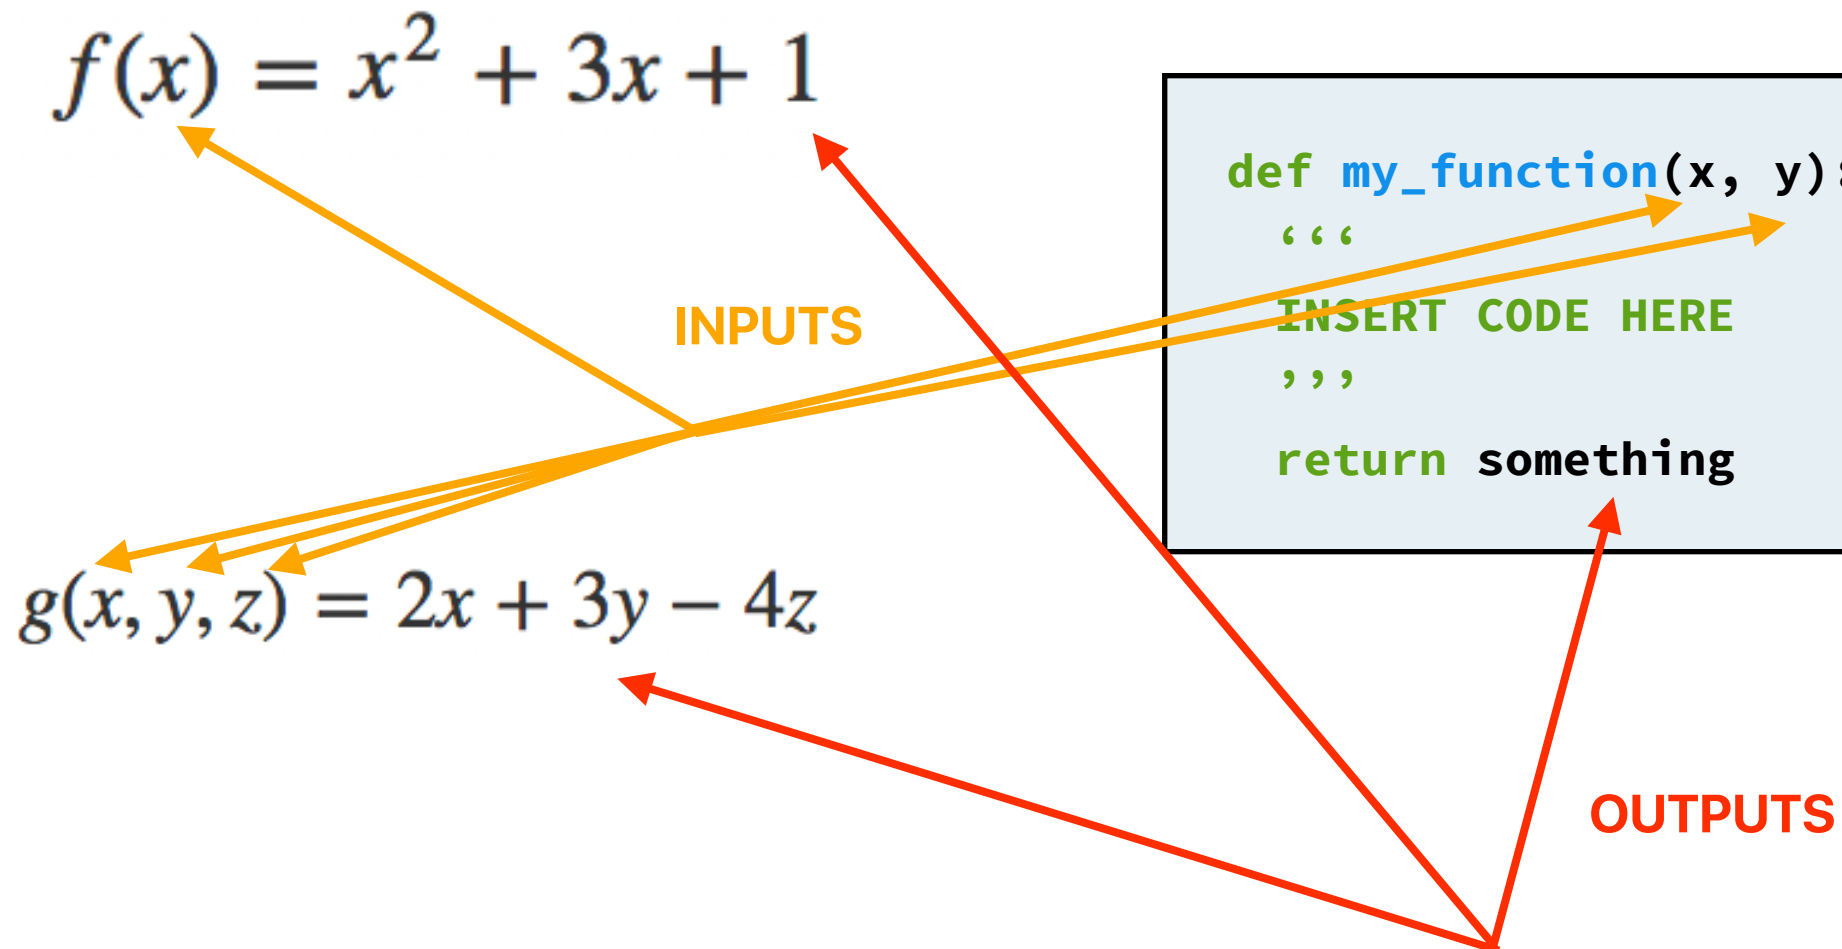 f(x) = x² + 3x + 1
def my_function(x, y):
‘‘‘
INSERT CODE HERE
’’’
return something
INPUTS
g(x, y, z) = 2x + 3y − 4z
OUTPUTS